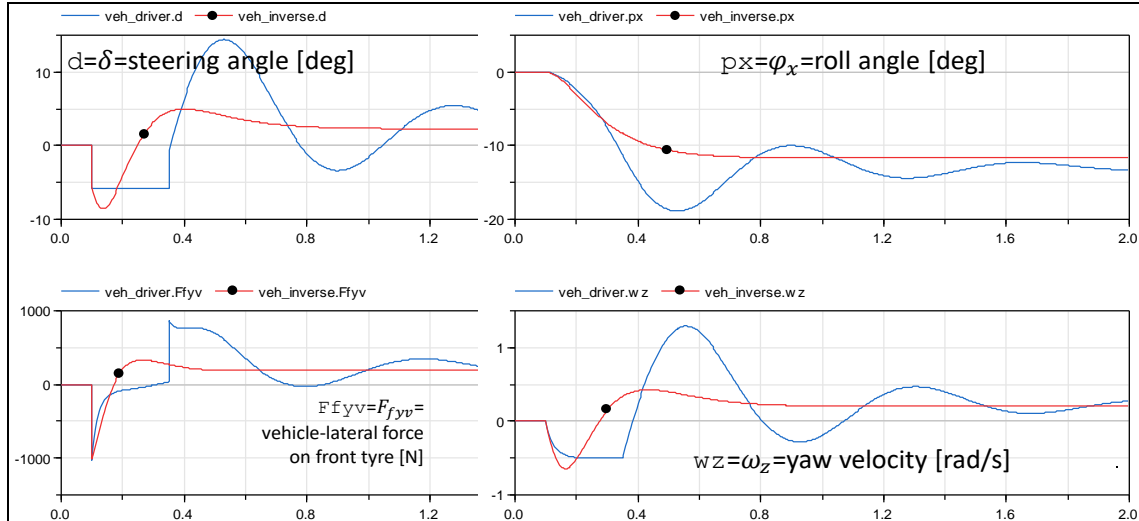 veh_driver.d veh_inverse.d
d=δ=steering angle [deg]
10
0
-10
0.0 0.4 0.8 1.2
veh_driver.px veh_inverse.px
px=φₓ=roll angle [deg]
0
-10
-20
0.0 0.4 0.8 1.2 1.6 2.0
veh_driver.Ffyv veh_inverse.Ffyv
1000
0
-1000
Ffyv=F_fyv=
vehicle-lateral force
on front tyre [N]
0.0 0.4 0.8 1.2
veh_driver.wz veh_inverse.wz
1
0
-1
wz=ω_z=yaw velocity [rad/s]
.
0.0 0.4 0.8 1.2 1.6 2.0